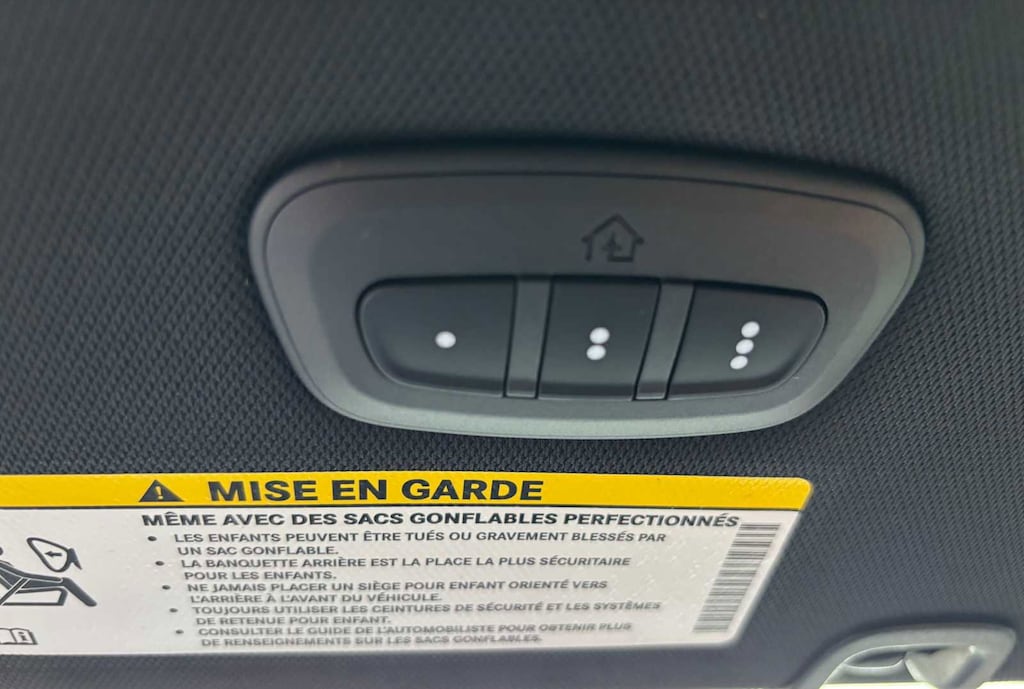 MISE EN GARDE
MÊME AVEC DES SACS GONFLABLES PERFECTIONNÉS
• LES ENFANTS PEUVENT ÊTRE TUÉS OU GRAVEMENT BLESSÉS PAR
UN SAC GONFLABLE.
• LA BANQUETTE ARRIÈRE EST LA PLACE LA PLUS SÉCURITAIRE
POUR LES ENFANTS.
• NE JAMAIS PLACER UN SIÈGE POUR ENFANT ORIENTÉ VERS
L'ARRIÈRE À L'AVANT DU VÉHICULE.
• TOUJOURS UTILISER LES CEINTURES DE SÉCURITÉ ET LES SYSTÈMES
DE RETENUE POUR ENFANT.
• CONSULTER LE GUIDE DE L'AUTOMOBILISTE POUR OBTENIR PLUS
DE RENSEIGNEMENTS SUR LES SACS GONFLABLES.